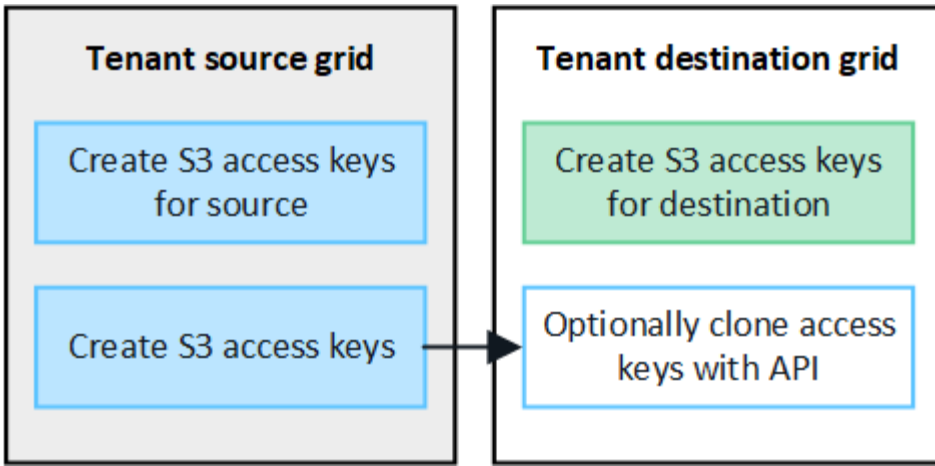 Tenant source grid
Create S3 access keys
for source
Create S3 access keys
Tenant destination grid
Create S3 access keys
for destination
Optionally clone access
keys with API